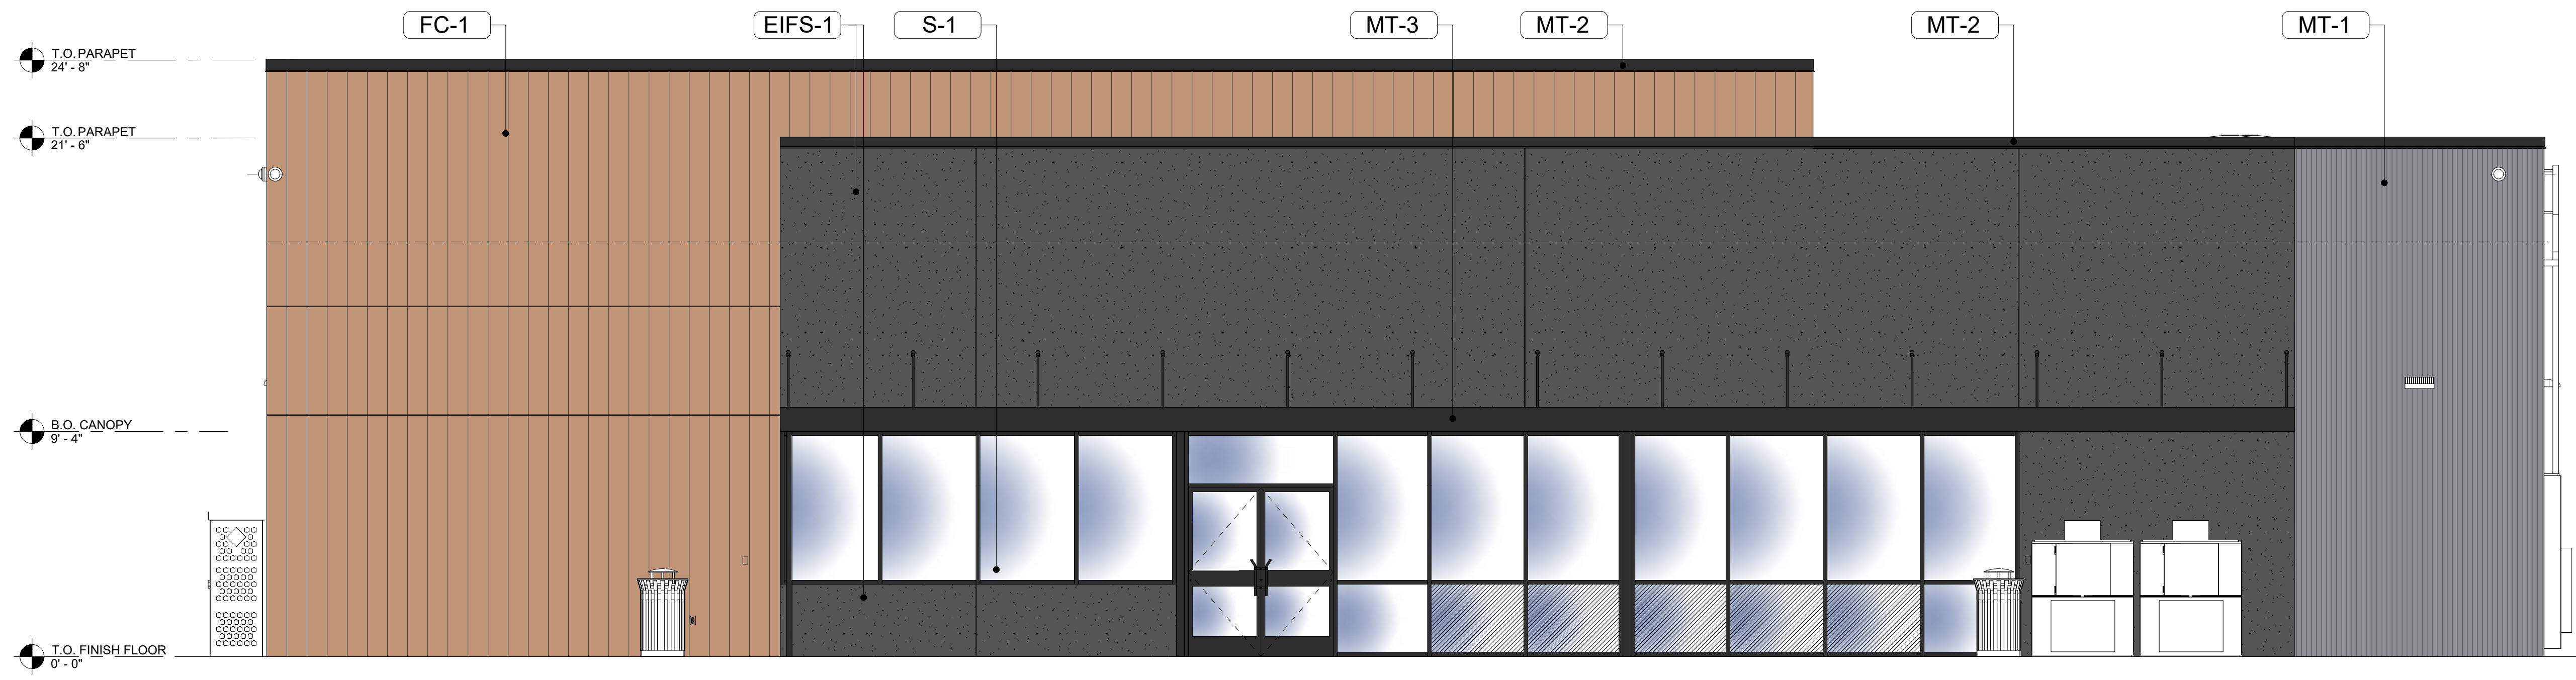 FC-1
EIFS-1
S-1
MT-3
MT-2
MT-2
MT-1
T.O. PARAPET
24' - 8"
T.O. PARAPET
21' - 6"
B.O. CANOPY
9' - 4"
T.O. FINISH FLOOR
0' - 0"